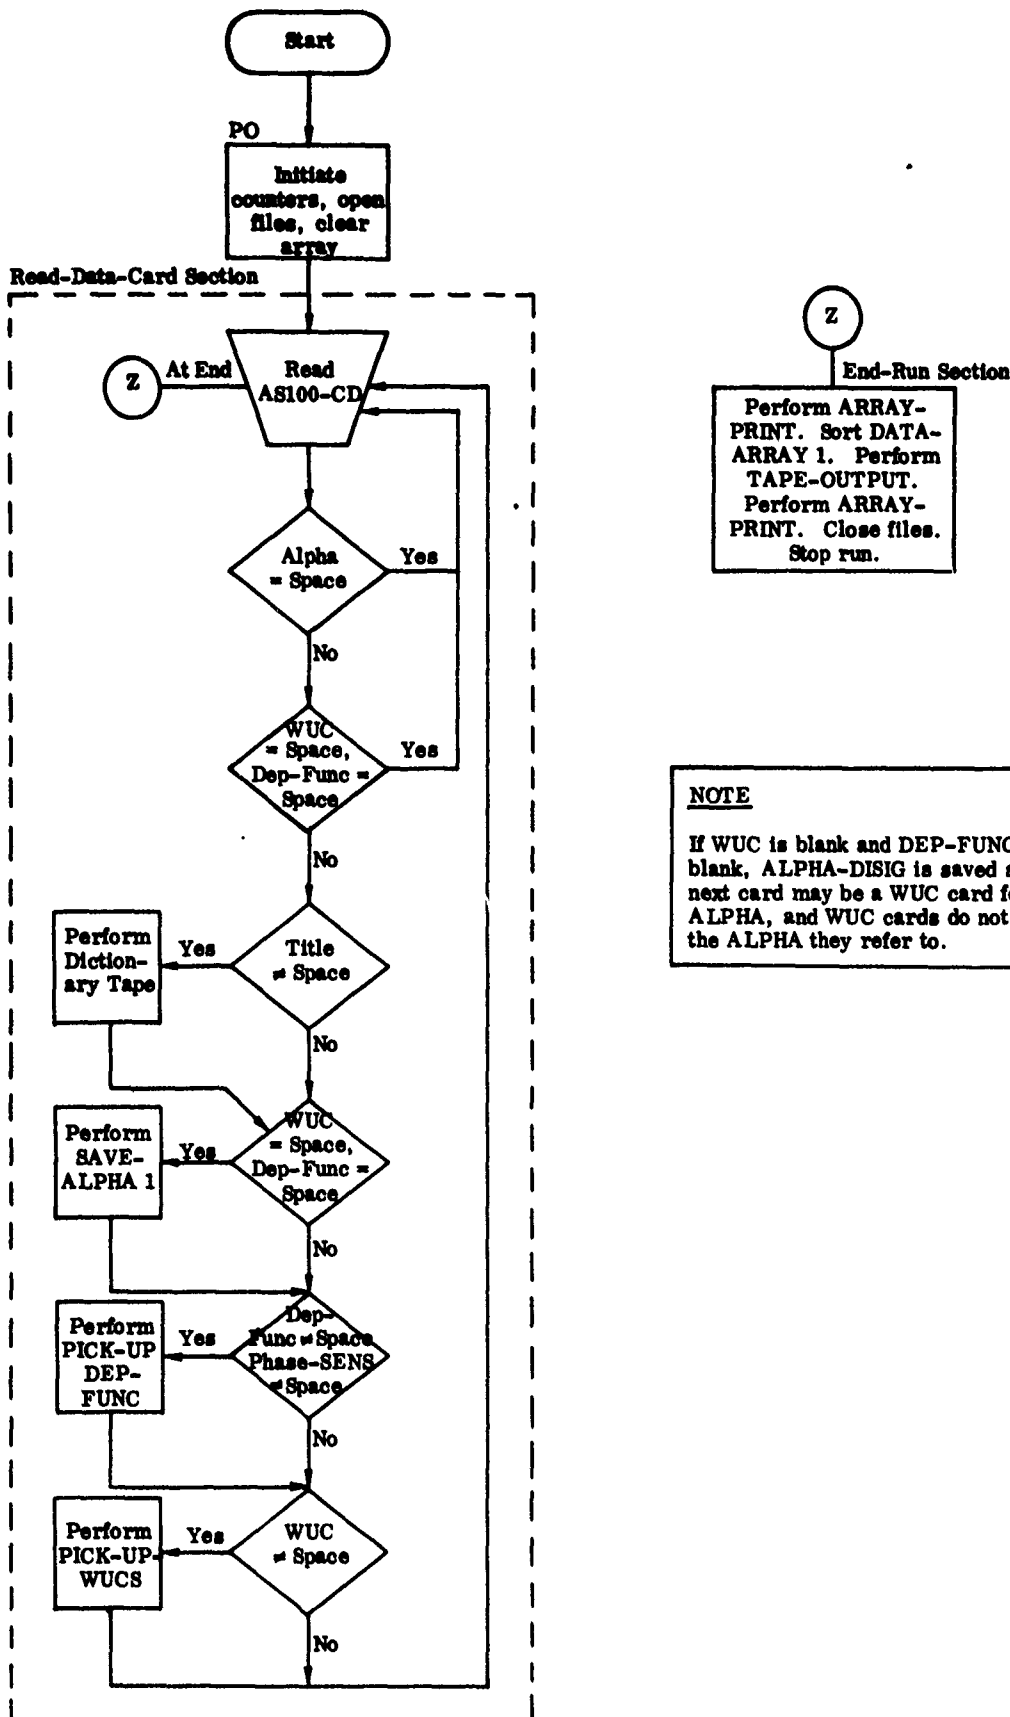 Start
PO
Initiate
counters, open
files, clear
array
Read-Data-Card Section
Z
At End
Read
AS100-CD
Alpha
= Space
Yes
No
WUC
= Space,
Dep-Func =
Space
Yes
No
Title
≠ Space
Yes
Perform
Diction-
ary Tape
No
WUC
= Space,
Dep-Func =
Space
Yes
Perform
SAVE-
ALPHA 1
No
Dep-
Func ≠ Space
Phase-SENS
≠ Space
Yes
Perform
PICK-UP
DEP-
FUNC
No
WUC
≠ Space
Yes
Perform
PICK-UP-
WUCS
No
Z
End-Run Section
Perform ARRAY-
PRINT. Sort DATA-
ARRAY 1. Perform
TAPE-OUTPUT.
Perform ARRAY-
PRINT. Close files.
Stop run.
NOTE
If WUC is blank and DEP-FUNC
blank, ALPHA-DISIG is saved
next card may be a WUC card
ALPHA, and WUC cards do not
the ALPHA they refer to.